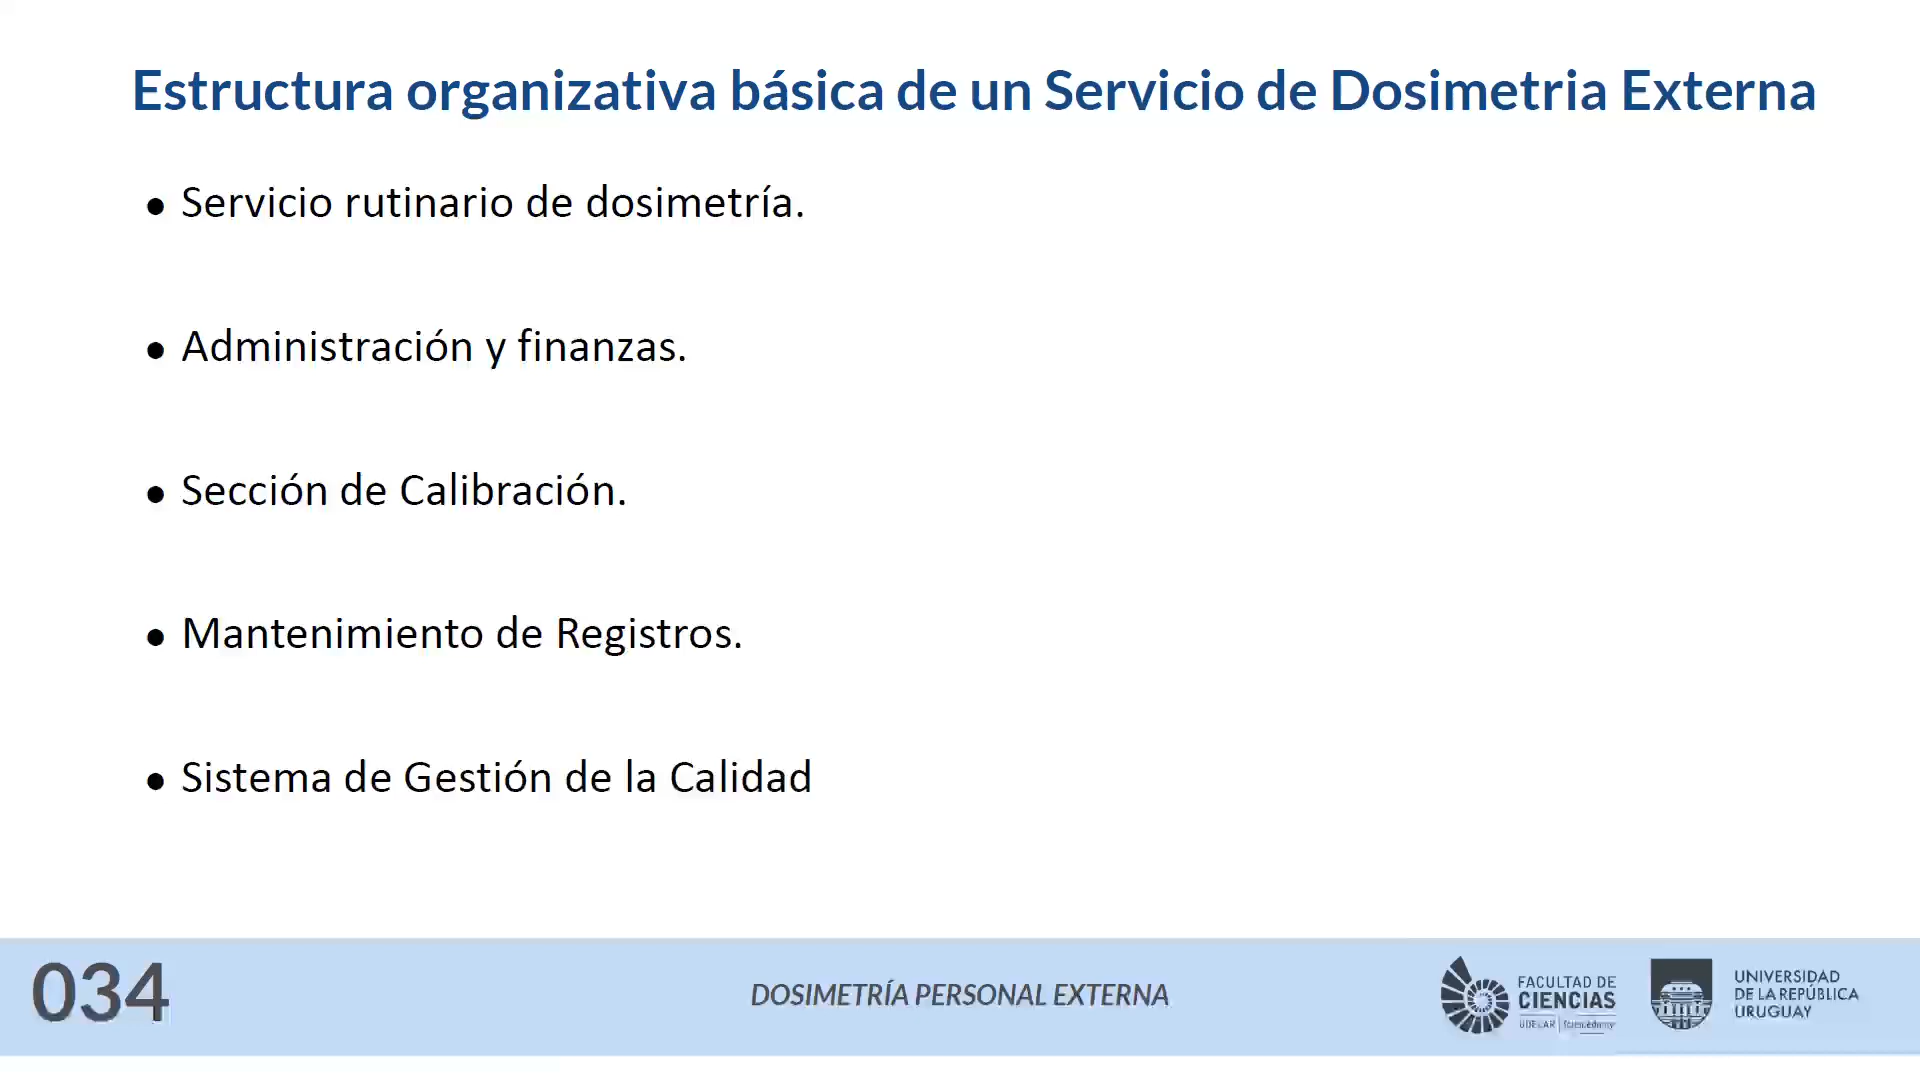 Estructura organizativa básica de un Servicio de Dosimetria Externa
● Servicio rutinario de dosimetría.
● Administración y finanzas.
● Sección de Calibración.
● Mantenimiento de Registros.
● Sistema de Gestión de la Calidad
034
DOSIMETRÍA PERSONAL EXTERNA
FACULTAD DE
CIENCIAS
UDELAR
UNIVERSIDAD
DE LA REPÚBLICA
URUGUAY